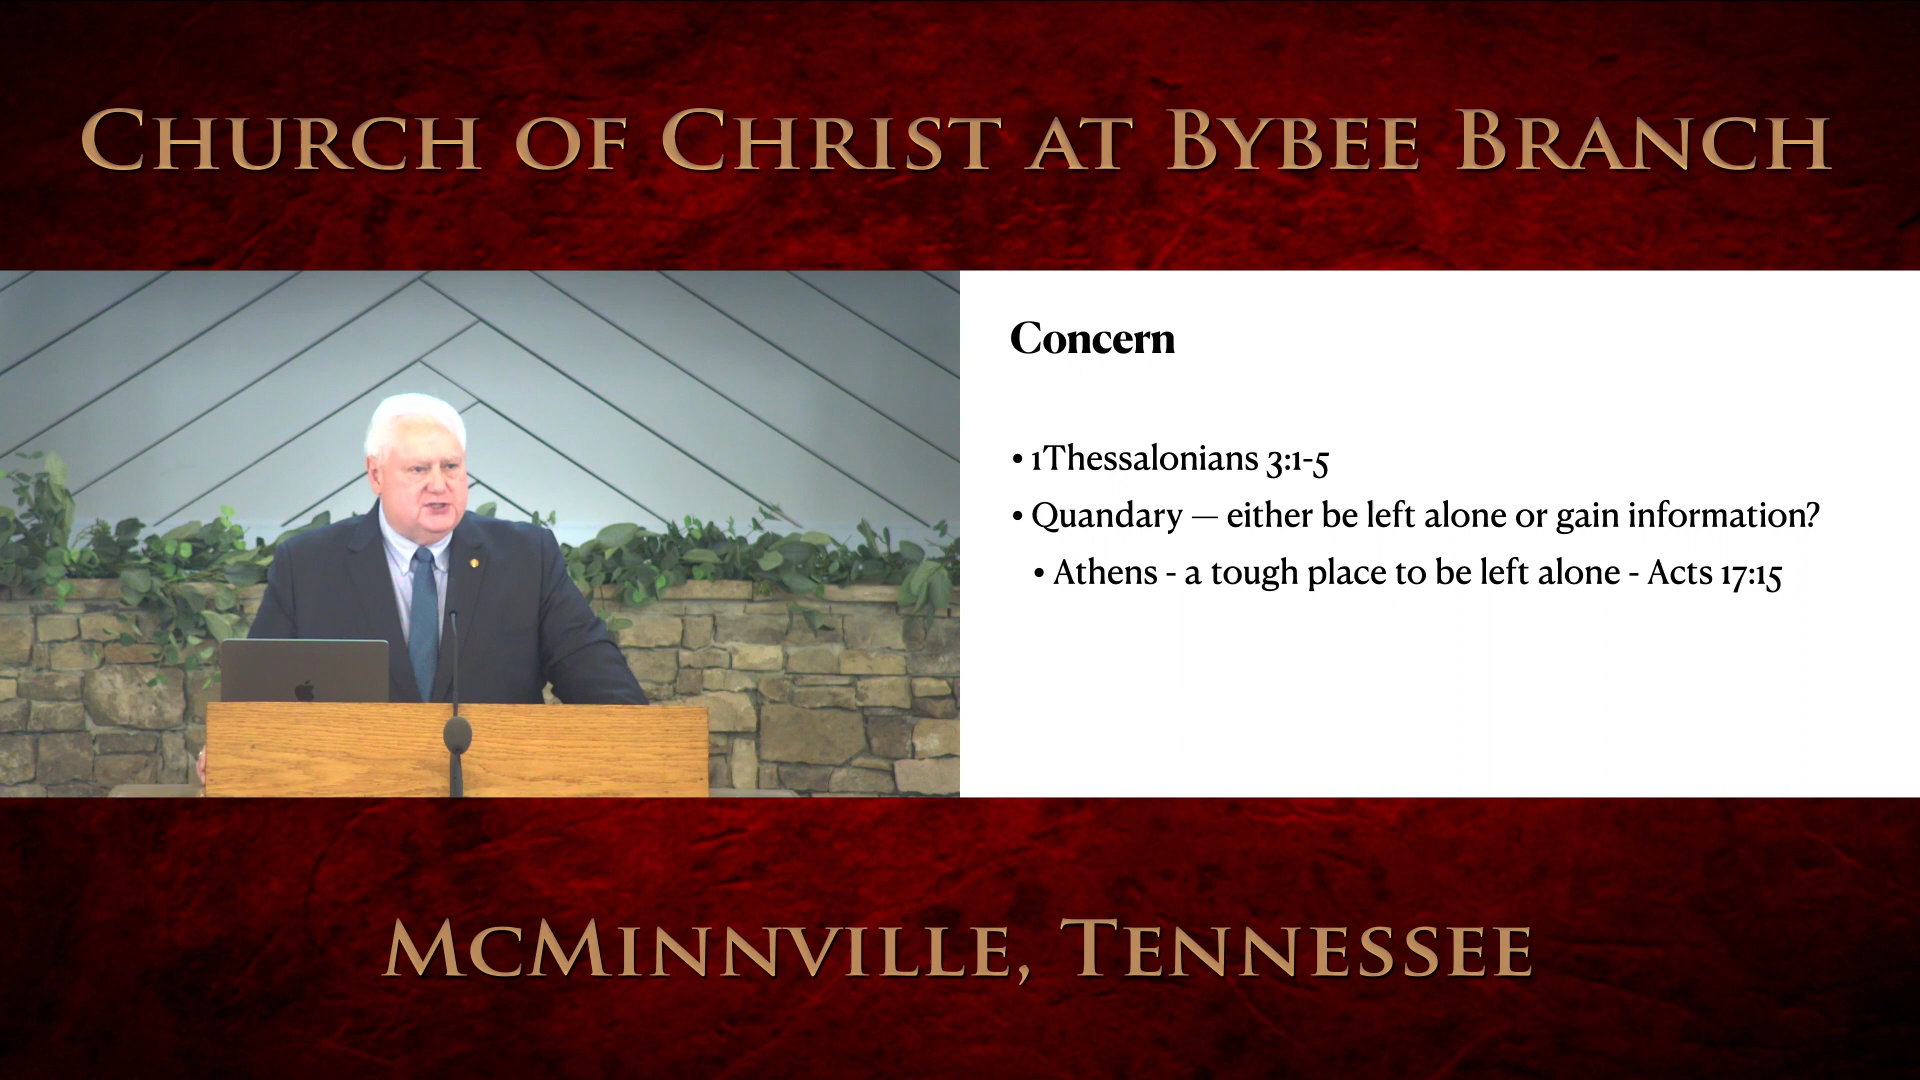 Church of Christ at Bybee Branch
Concern
• 1Thessalonians 3:1-5
• Quandary — either be left alone or gain information?
• Athens - a tough place to be left alone - Acts 17:15
McMinnville, Tennessee